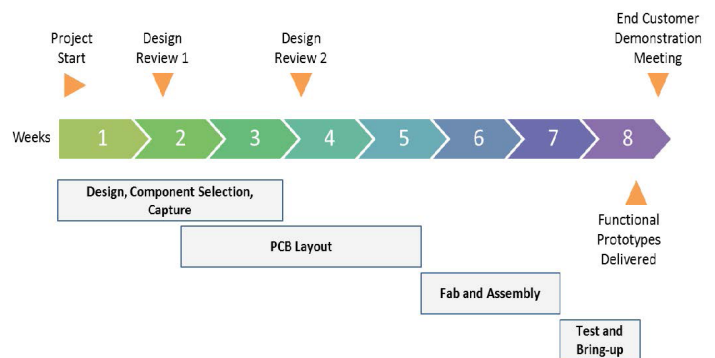 Project
Start
Design
Review 1
Design
Review 2
End Customer
Demonstration
Meeting
Weeks 1 2 3 4 5 6 7 8
Design, Component Selection,
Capture
PCB Layout
Fab and Assembly
Test and
Bring-up
Functional
Prototypes
Delivered